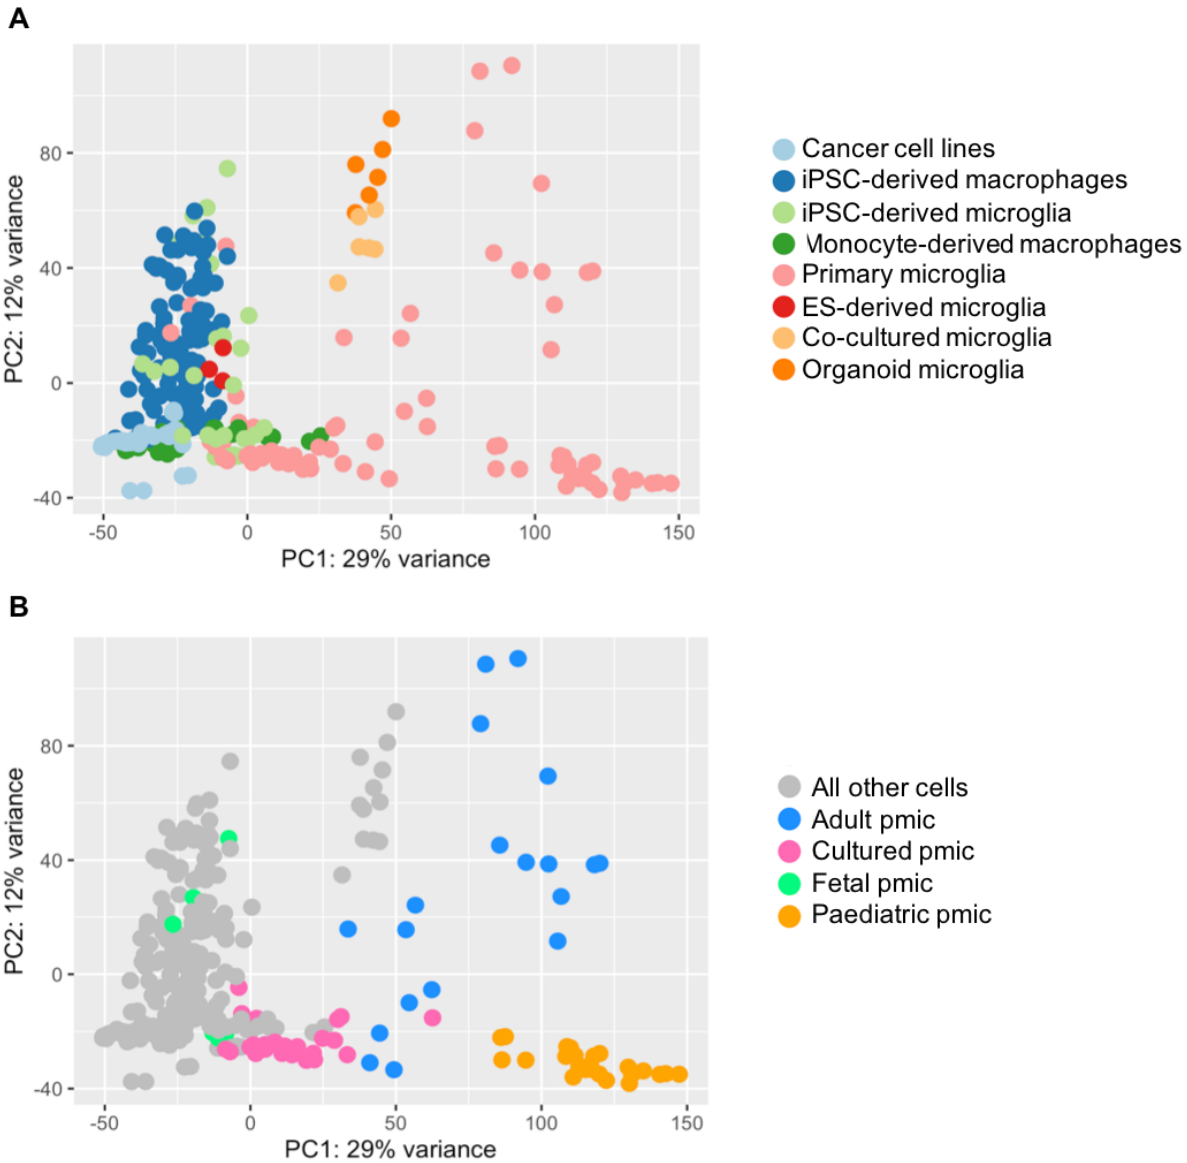 A
80
40
0
-40
PC2: 12% variance
-50 0 50 100 150
PC1: 29% variance
Cancer cell lines
iPSC-derived macrophages
iPSC-derived microglia
Monocyte-derived macrophages
Primary microglia
ES-derived microglia
Co-cultured microglia
Organoid microglia
B
80
40
0
-40
PC2: 12% variance
-50 0 50 100 150
PC1: 29% variance
All other cells
Adult pmic
Cultured pmic
Fetal pmic
Paediatric pmic